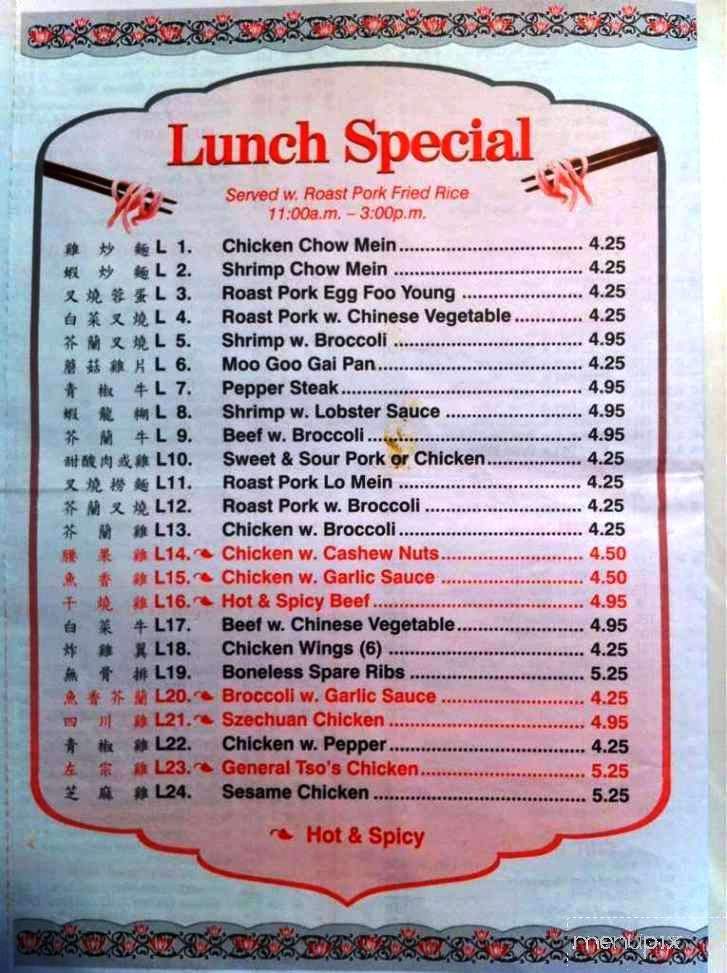 Lunch Special
Served w. Roast Pork Fried Rice
11:00a.m. – 3:00p.m.
雞炒麵 L 1. Chicken Chow Mein 4.25
蝦炒麵 L 2. Shrimp Chow Mein 4.25
叉燒蓉蛋 L 3. Roast Pork Egg Foo Young 4.25
白菜叉燒 L 4. Roast Pork w. Chinese Vegetable 4.25
芥蘭叉燒 L 5. Shrimp w. Broccoli 4.95
蘑菇雞片 L 6. Moo Goo Gai Pan 4.25
青椒牛 L 7. Pepper Steak 4.95
蝦龍糊 L 8. Shrimp w. Lobster Sauce 4.95
芥蘭牛 L 9. Beef w. Broccoli 4.95
甜酸肉或雞 L10. Sweet & Sour Pork or Chicken 4.25
叉燒撈麵 L11. Roast Pork Lo Mein 4.25
芥蘭叉燒 L12. Roast Pork w. Broccoli 4.25
芥蘭雞 L13. Chicken w. Broccoli 4.25
腰果雞 L14. Chicken w. Cashew Nuts 4.50
魚香雞 L15. Chicken w. Garlic Sauce 4.50
干燒雞 L16. Hot & Spicy Beef 4.95
白菜牛 L17. Beef w. Chinese Vegetable 4.95
炸雞翼 L18. Chicken Wings (6) 4.25
無骨排 L19. Boneless Spare Ribs 5.25
魚香芥蘭 L20. Broccoli w. Garlic Sauce 4.25
四川雞 L21. Szechuan Chicken 4.95
青椒雞 L22. Chicken w. Pepper 4.25
左宗雞 L23. General Tso's Chicken 5.25
芝麻雞 L24. Sesame Chicken 5.25
Hot & Spicy
menupix